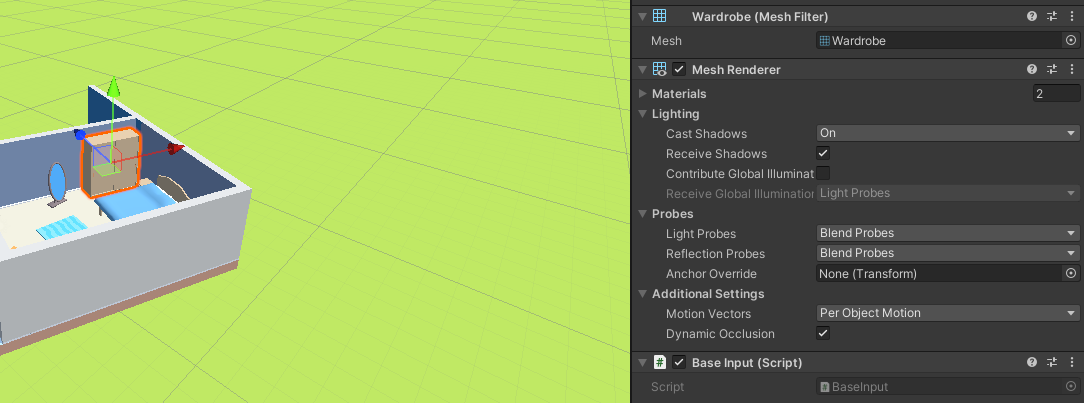 Wardrobe (Mesh Filter)
Mesh Wardrobe
Mesh Renderer
Materials 2
Lighting
Cast Shadows On
Receive Shadows
Contribute Global Illuminat
Receive Global Illumination Light Probes
Probes
Light Probes Blend Probes
Reflection Probes Blend Probes
Anchor Override None (Transform)
Additional Settings
Motion Vectors Per Object Motion
Dynamic Occlusion
# Base Input (Script)
Script BaseInput